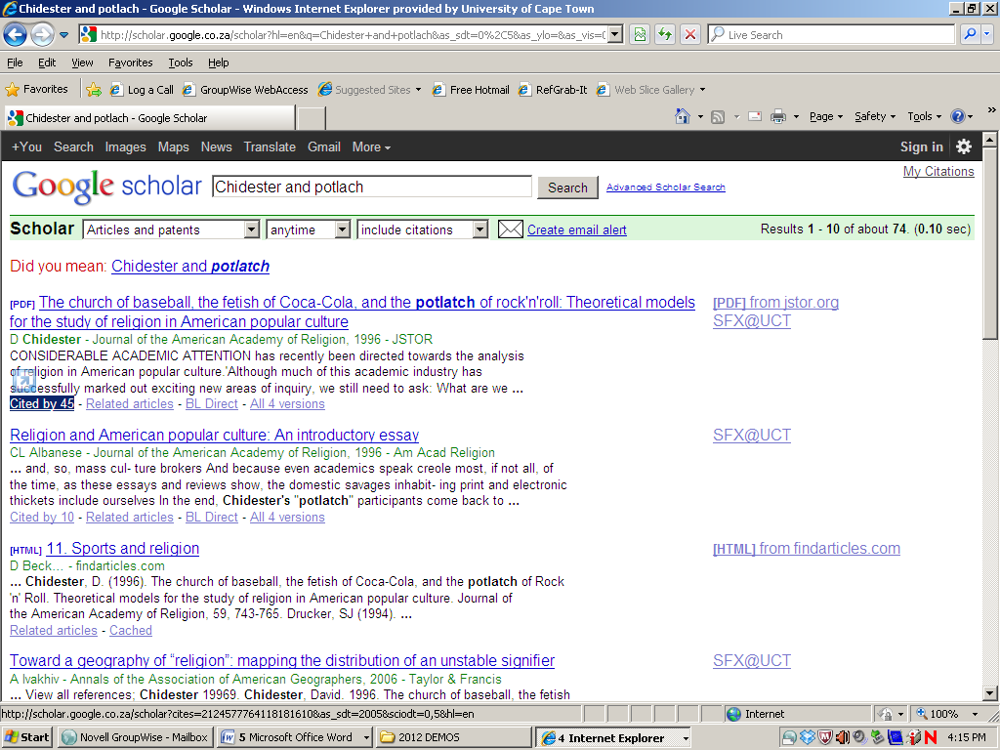 Chidester and potlach - Google Scholar - Windows Internet Explorer provided by University of Cape Town
http://scholar.google.co.za/scholar?hl=en&q=Chidester+and+potlach&as_sdt=0%2C5&as_ylo=&as_vis=0
Live Search
File Edit View Favorites Tools Help
Favorites Log a Call GroupWise WebAccess Suggested Sites Free Hotmail RefGrab-It Web Slice Gallery
Chidester and potlach - Google Scholar
Page Safety Tools
+You Search Images Maps News Translate Gmail More Sign in
My Citations
Google scholar Chidester and potlach Search Advanced Scholar Search
Scholar Articles and patents anytime include citations Create email alert Results 1 - 10 of about 74. (0.10 sec)
Did you mean: Chidester and potlatch
[PDF] The church of baseball, the fetish of Coca-Cola, and the potlatch of rock'n'roll: Theoretical models [PDF] from jstor.org
for the study of religion in American popular culture SFX@UCT
D Chidester - Journal of the American Academy of Religion, 1996 - JSTOR
CONSIDERABLE ACADEMIC ATTENTION has recently been directed towards the analysis
of religion in American popular culture.'Although much of this academic industry has
successfully marked out exciting new areas of inquiry, we still need to ask: What are we ...
Cited by 45 - Related articles - BL Direct - All 4 versions
Religion and American popular culture: An introductory essay SFX@UCT
CL Albanese - Journal of the American Academy of Religion, 1996 - Am Acad Religion
... and, so, mass cul- ture brokers And because even academics speak creole most, if not all, of
the time, as these essays and reviews show, the domestic savages inhabit- ing print and electronic
thickets include ourselves In the end, Chidester's "potlatch" participants come back to ...
Cited by 10 - Related articles - BL Direct - All 4 versions
[HTML] 11. Sports and religion [HTML] from findarticles.com
D Beck... - findarticles.com
... Chidester, D. (1996). The church of baseball, the fetish of Coca-Cola, and the potlatch of Rock
'n' Roll. Theoretical models for the study of religion in American popular culture. Journal of
the American Academy of Religion, 59, 743-765. Drucker, SJ (1994). ...
Related articles - Cached
Toward a geography of “religion”: mapping the distribution of an unstable signifier SFX@UCT
A Ivakhiv - Annals of the Association of American Geographers, 2006 - Taylor & Francis
... View all references; Chidester 19969. Chidester, David. 1996. The church of baseball, the fetish
http://scholar.google.co.za/scholar?cites=2124577764118181610&as_sdt=2005&sciodt=0,5&hl=en Internet 100%
Start Novell GroupWise - Mailbox 5 Microsoft Office Word 2012 DEMOS 4 Internet Explorer 4:15 PM